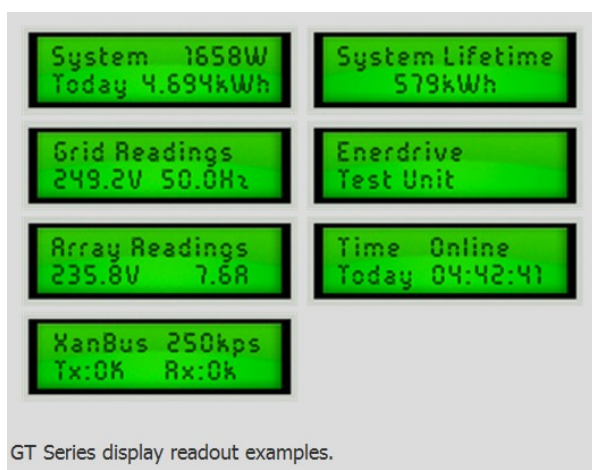 System 1658W
Today 4.694kWh
System Lifetime
579kWh
Grid Readings
249.2V 50.0Hz
Enerdrive
Test Unit
Array Readings
235.8V 7.6A
Time Online
Today 04:42:41
XanBus 250kps
Tx:OK Rx:Ok
GT Series display readout examples.